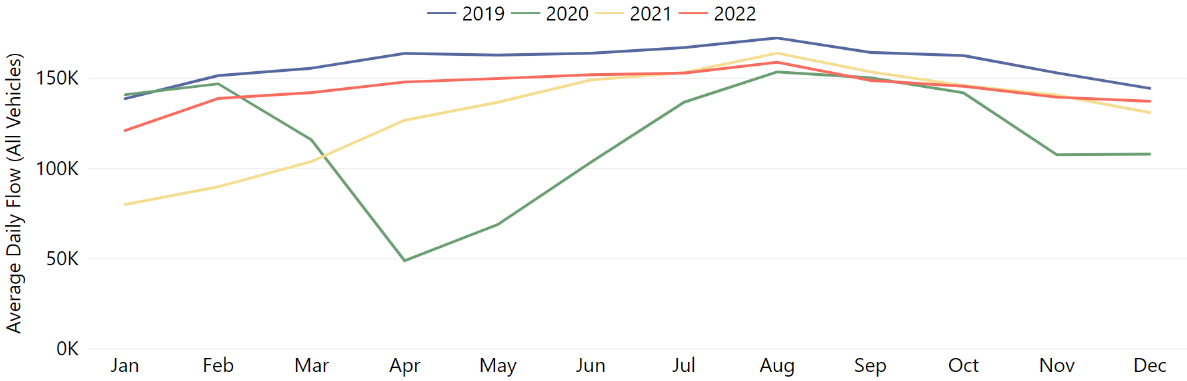 2019 2020 2021 2022
Average Daily Flow (All Vehicles)
150K
100K
50K
0K
Jan Feb Mar Apr May Jun Jul Aug Sep Oct Nov Dec